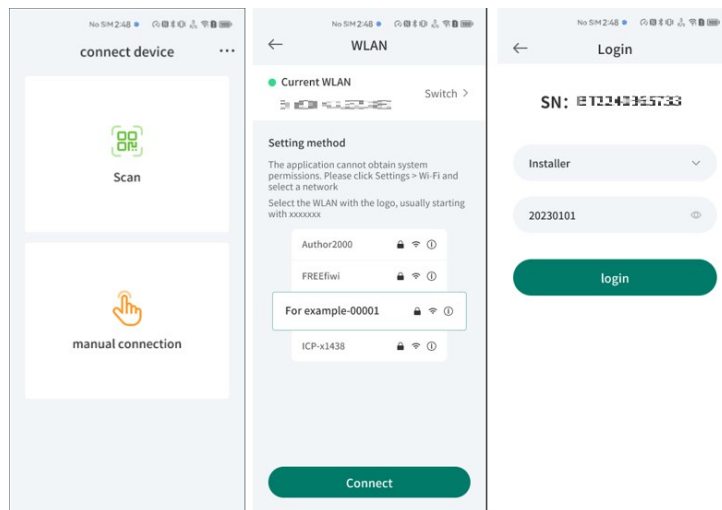 No SIM 2:48
connect device
Scan
manual connection
No SIM 2:48
WLAN
Current WLAN
Switch >
Setting method
The application cannot obtain system
permissions. Please click Settings > Wi-Fi and
select a network
Select the WLAN with the logo, usually starting
with xxxxxxx
Author2000
FREEfiwi
For example-00001
ICP-x1438
Connect
No SIM 2:48
Login
SN:
Installer
20230101
login